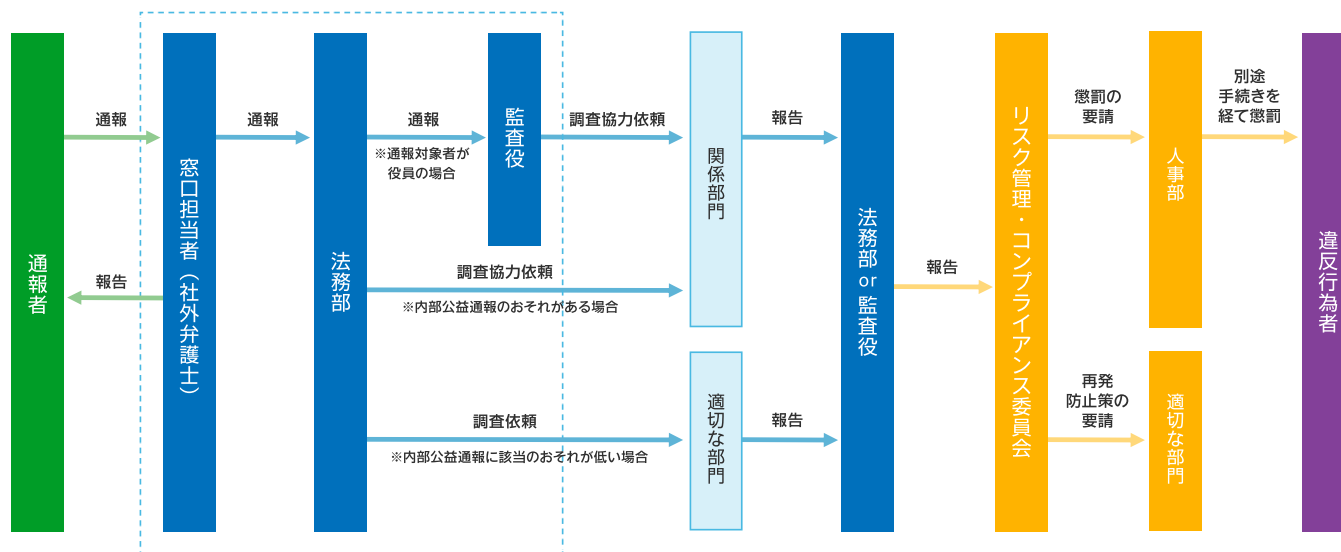 通報者
通報
報告
窓口担当者（社外弁護士）
通報
法務部
通報
※通報対象者が
役員の場合
監査役
調査協力依頼
調査協力依頼
※内部公益通報のおそれがある場合
調査依頼
※内部公益通報に該当のおそれが低い場合
関係部門
適切な部門
報告
報告
法務部or監査役
報告
リスク管理・コンプライアンス委員会
懲罰の
要請
再発
防止策の
要請
人事部
適切な部門
別途
手続きを
経て懲罰
違反行為者